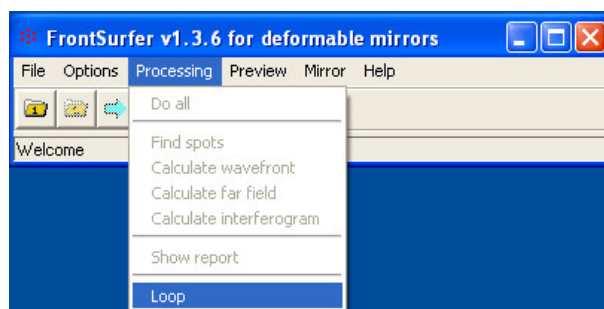 FrontSurfer v1.3.6 for deformable mirrors
File Options Processing Preview Mirror Help
Do all
Welcome
Find spots
Calculate wavefront
Calculate far field
Calculate interferogram
Show report
Loop